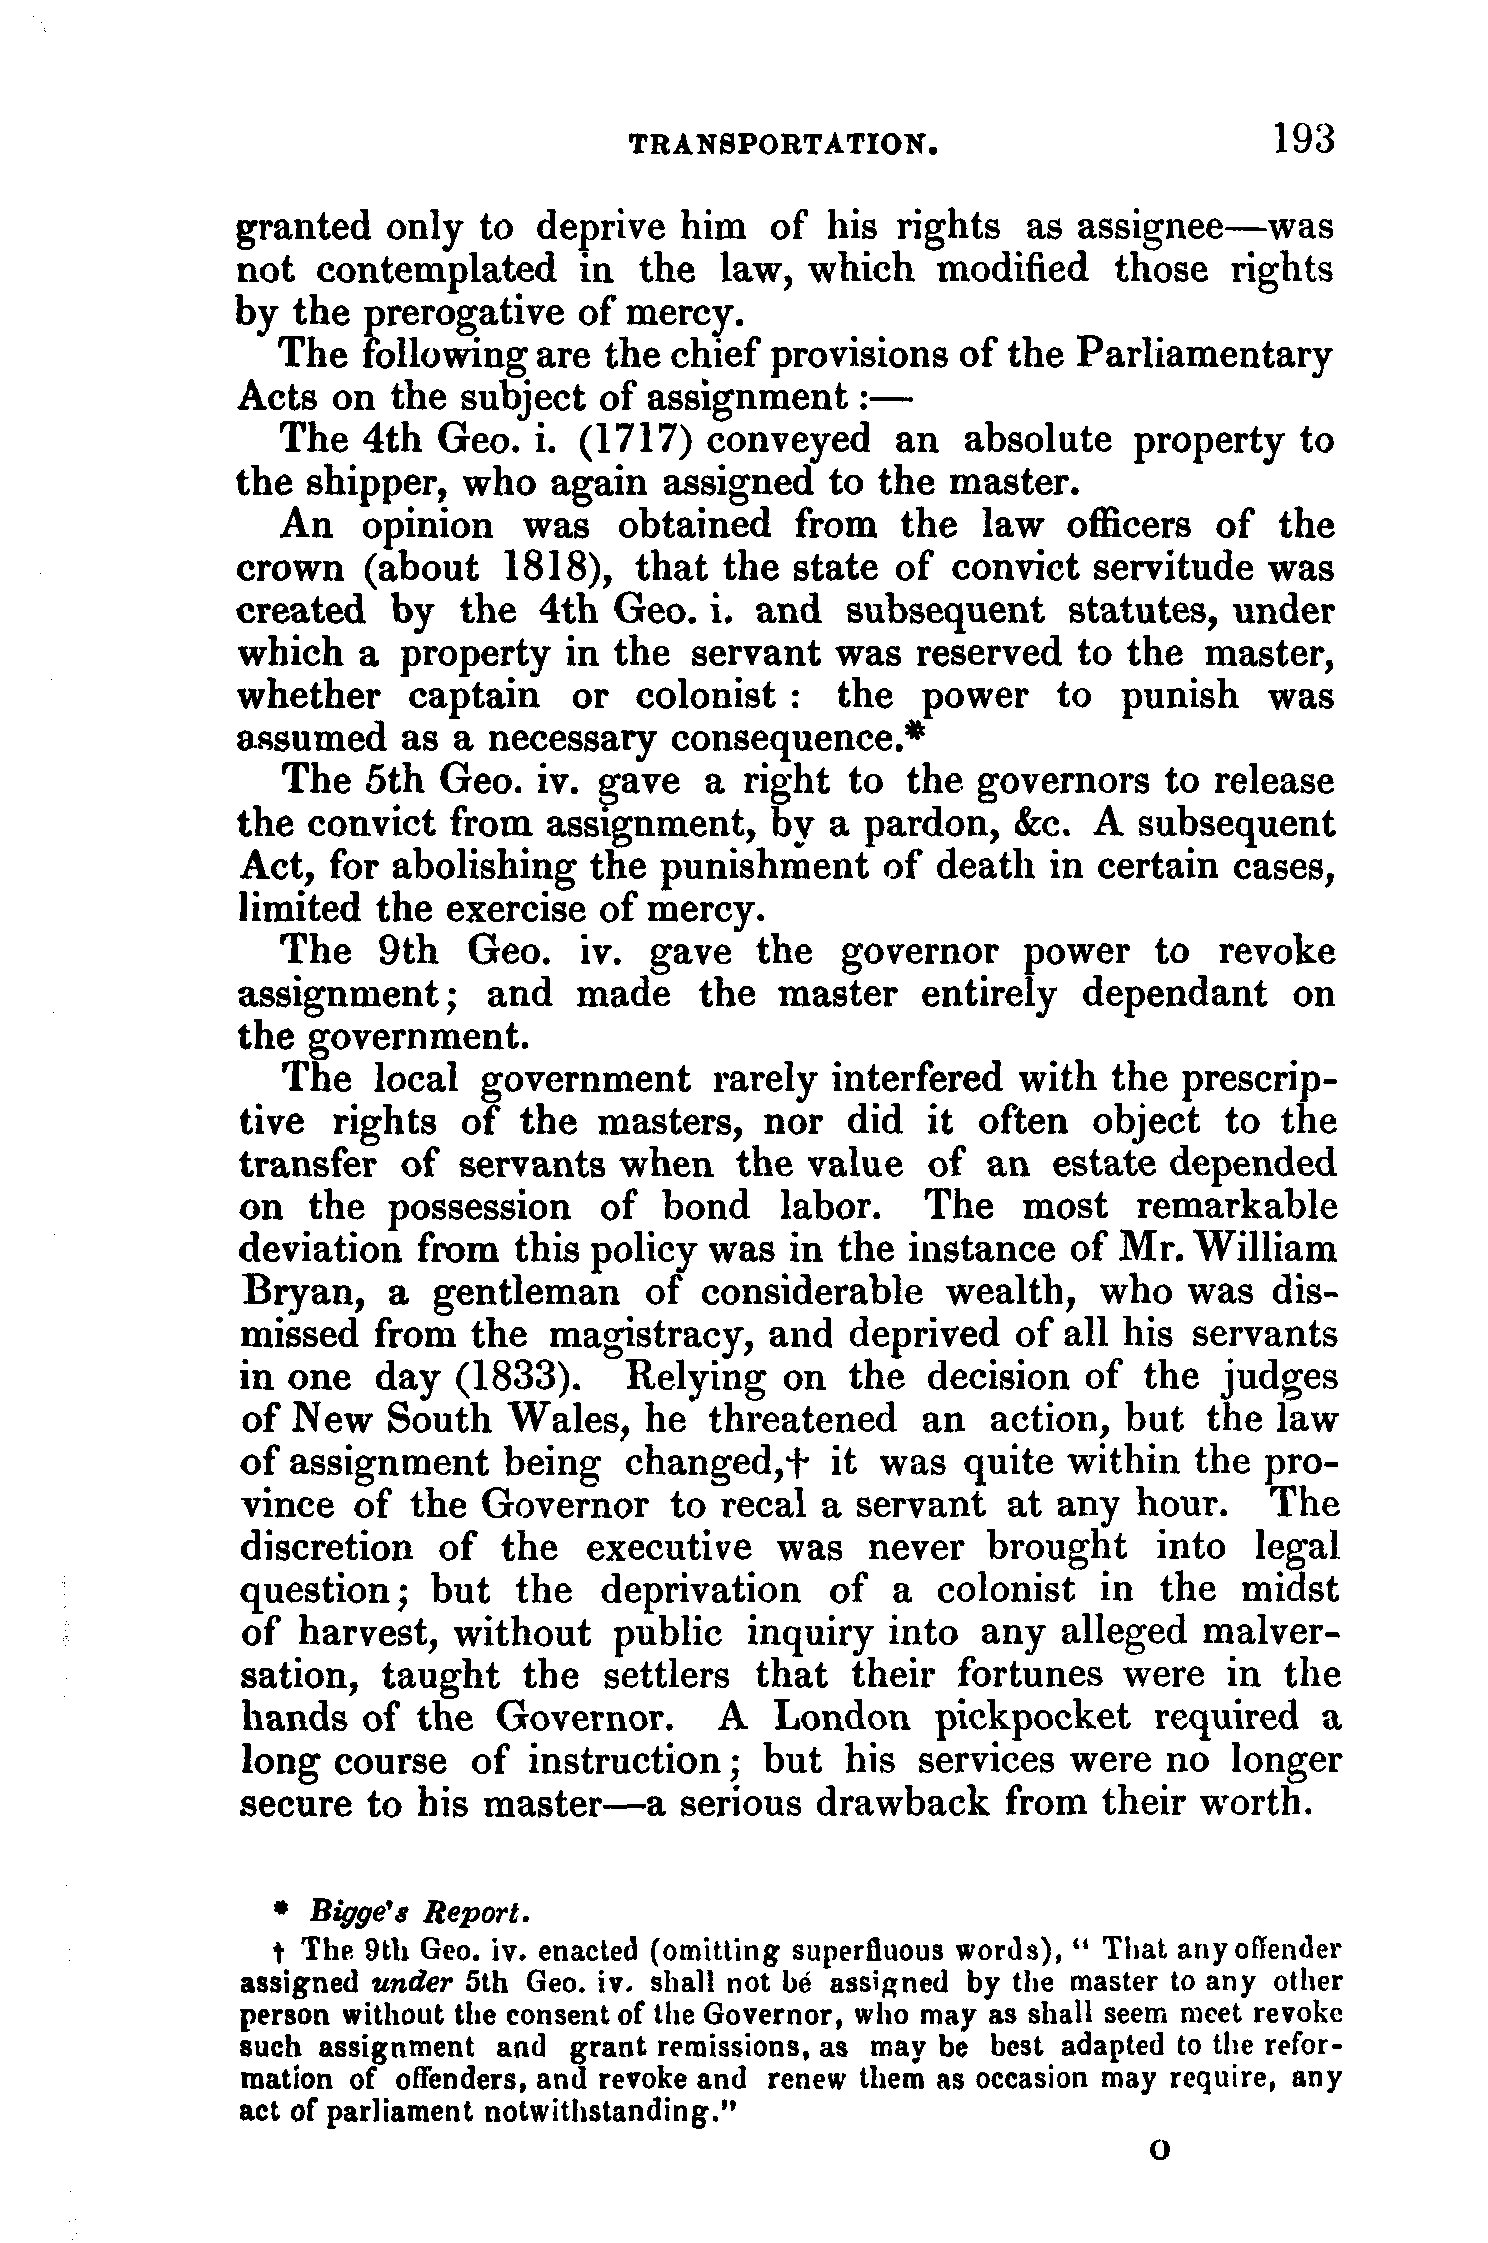 TRANSPORTATION. 193
granted only to deprive him of his rights as assignee—was
not contemplated in the law, which modified those rights
by the prerogative of mercy.
The following are the chief provisions of the Parliamentary
Acts on the subject of assignment :—
The 4th Geo. i. (1717) conveyed an absolute property to
the shipper, who again assigned to the master.
An opinion was obtained from the law officers of the
crown (about 1818), that the state of convict servitude was
created by the 4th Geo. i. and subsequent statutes, under
which a property in the servant was reserved to the master,
whether captain or colonist : the power to punish was
assumed as a necessary consequence.*
The 5th Geo. iv. gave a right to the governors to release
the convict from assignment, by a pardon, &c. A subsequent
Act, for abolishing the punishment of death in certain cases,
limited the exercise of mercy.
The 9th Geo. iv. gave the governor power to revoke
assignment; and made the master entirely dependant on
the government.
The local government rarely interfered with the prescrip-
tive rights of the masters, nor did it often object to the
transfer of servants when the value of an estate depended
on the possession of bond labor. The most remarkable
deviation from this policy was in the instance of Mr. William
Bryan, a gentleman of considerable wealth, who was dis-
missed from the magistracy, and deprived of all his servants
in one day (1833). Relying on the decision of the judges
of New South Wales, he threatened an action, but the law
of assignment being changed,† it was quite within the pro-
vince of the Governor to recal a servant at any hour. The
discretion of the executive was never brought into legal
question; but the deprivation of a colonist in the midst
of harvest, without public inquiry into any alleged malver-
sation, taught the settlers that their fortunes were in the
hands of the Governor. A London pickpocket required a
long course of instruction; but his services were no longer
secure to his master—a serious drawback from their worth.
* Bigge's Report.
† The 9th Geo. iv. enacted (omitting superfluous words), " That any offender
assigned under 5th Geo. iv. shall not be assigned by the master to any other
person without the consent of the Governor, who may as shall seem meet revoke
such assignment and grant remissions, as may be best adapted to the refor-
mation of offenders, and revoke and renew them as occasion may require, any
act of parliament notwithstanding."
O